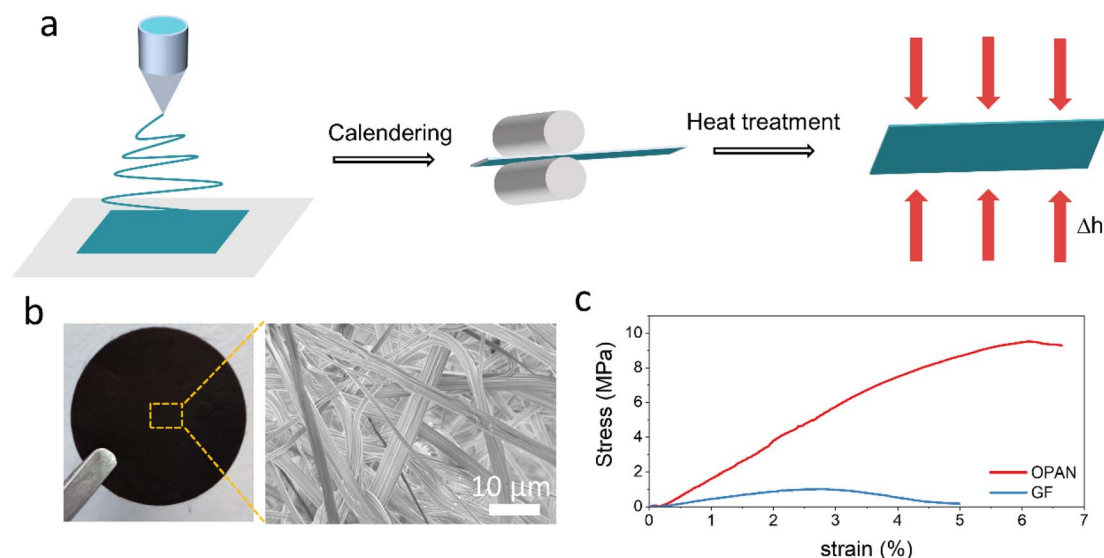 a
Calendering
Heat treatment
Δh
b
10 μm
c
Stress (MPa)
10
8
6
4
2
0
0 1 2 3 4 5 6 7
strain (%)
OPAN
GF